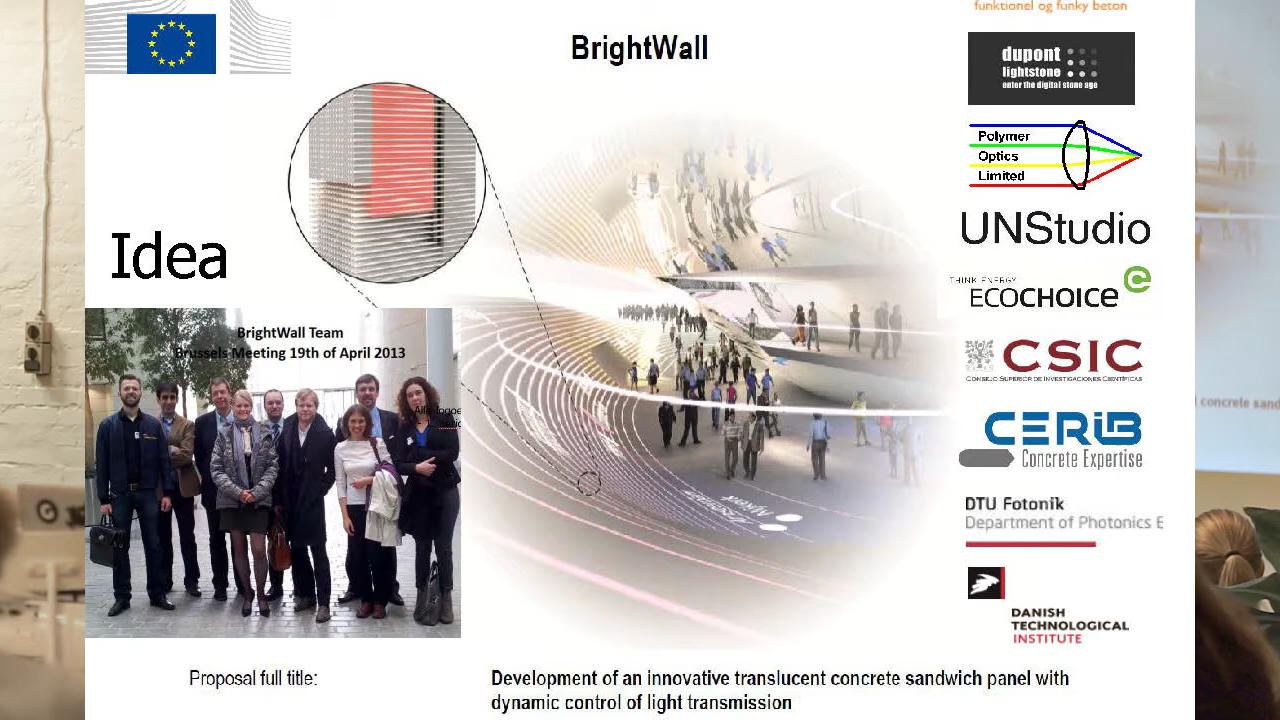 funktionel og funky beton
BrightWall
dupont
lightstone
enter the digital stone age
Polymer
Optics
Limited
UNStudio
Idea
THINK ENERGY
ECOCHOICE
BrightWall Team
Brussels Meeting 19th of April 2013
CSIC
CONSEJO SUPERIOR DE INVESTIGACIONES CIENTÍFICAS
CERIB
Concrete Expertise
DTU Fotonik
Department of Photonics E
DANISH
TECHNOLOGICAL
INSTITUTE
Proposal full title:
Development of an innovative translucent concrete sandwich panel with
dynamic control of light transmission